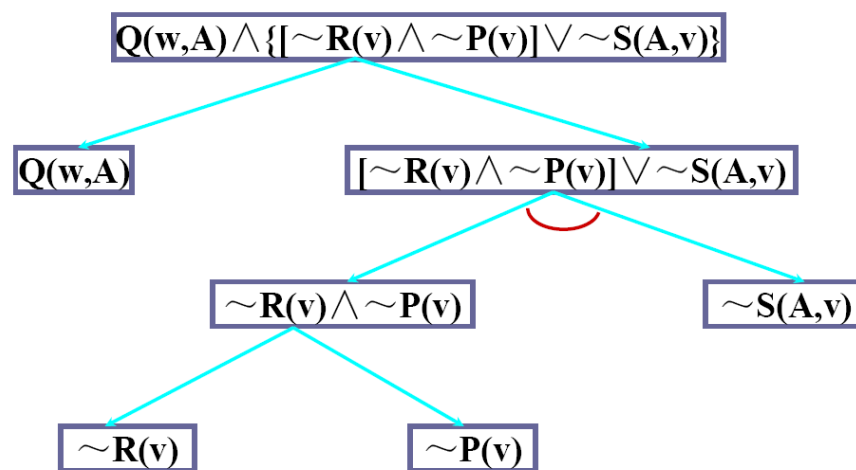 Q(w,A)∧{[~R(v)∧~P(v)]∨~S(A,v)}
Q(w,A)
[~R(v)∧~P(v)]∨~S(A,v)
~R(v)∧~P(v)
~S(A,v)
~R(v)
~P(v)